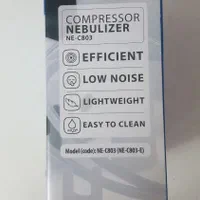 COMPRESSOR
NEBULIZER
NE-C803
EFFICIENT
LOW NOISE
LIGHTWEIGHT
EASY TO CLEAN
Model (code): NE-C803 (NE-C803-E)